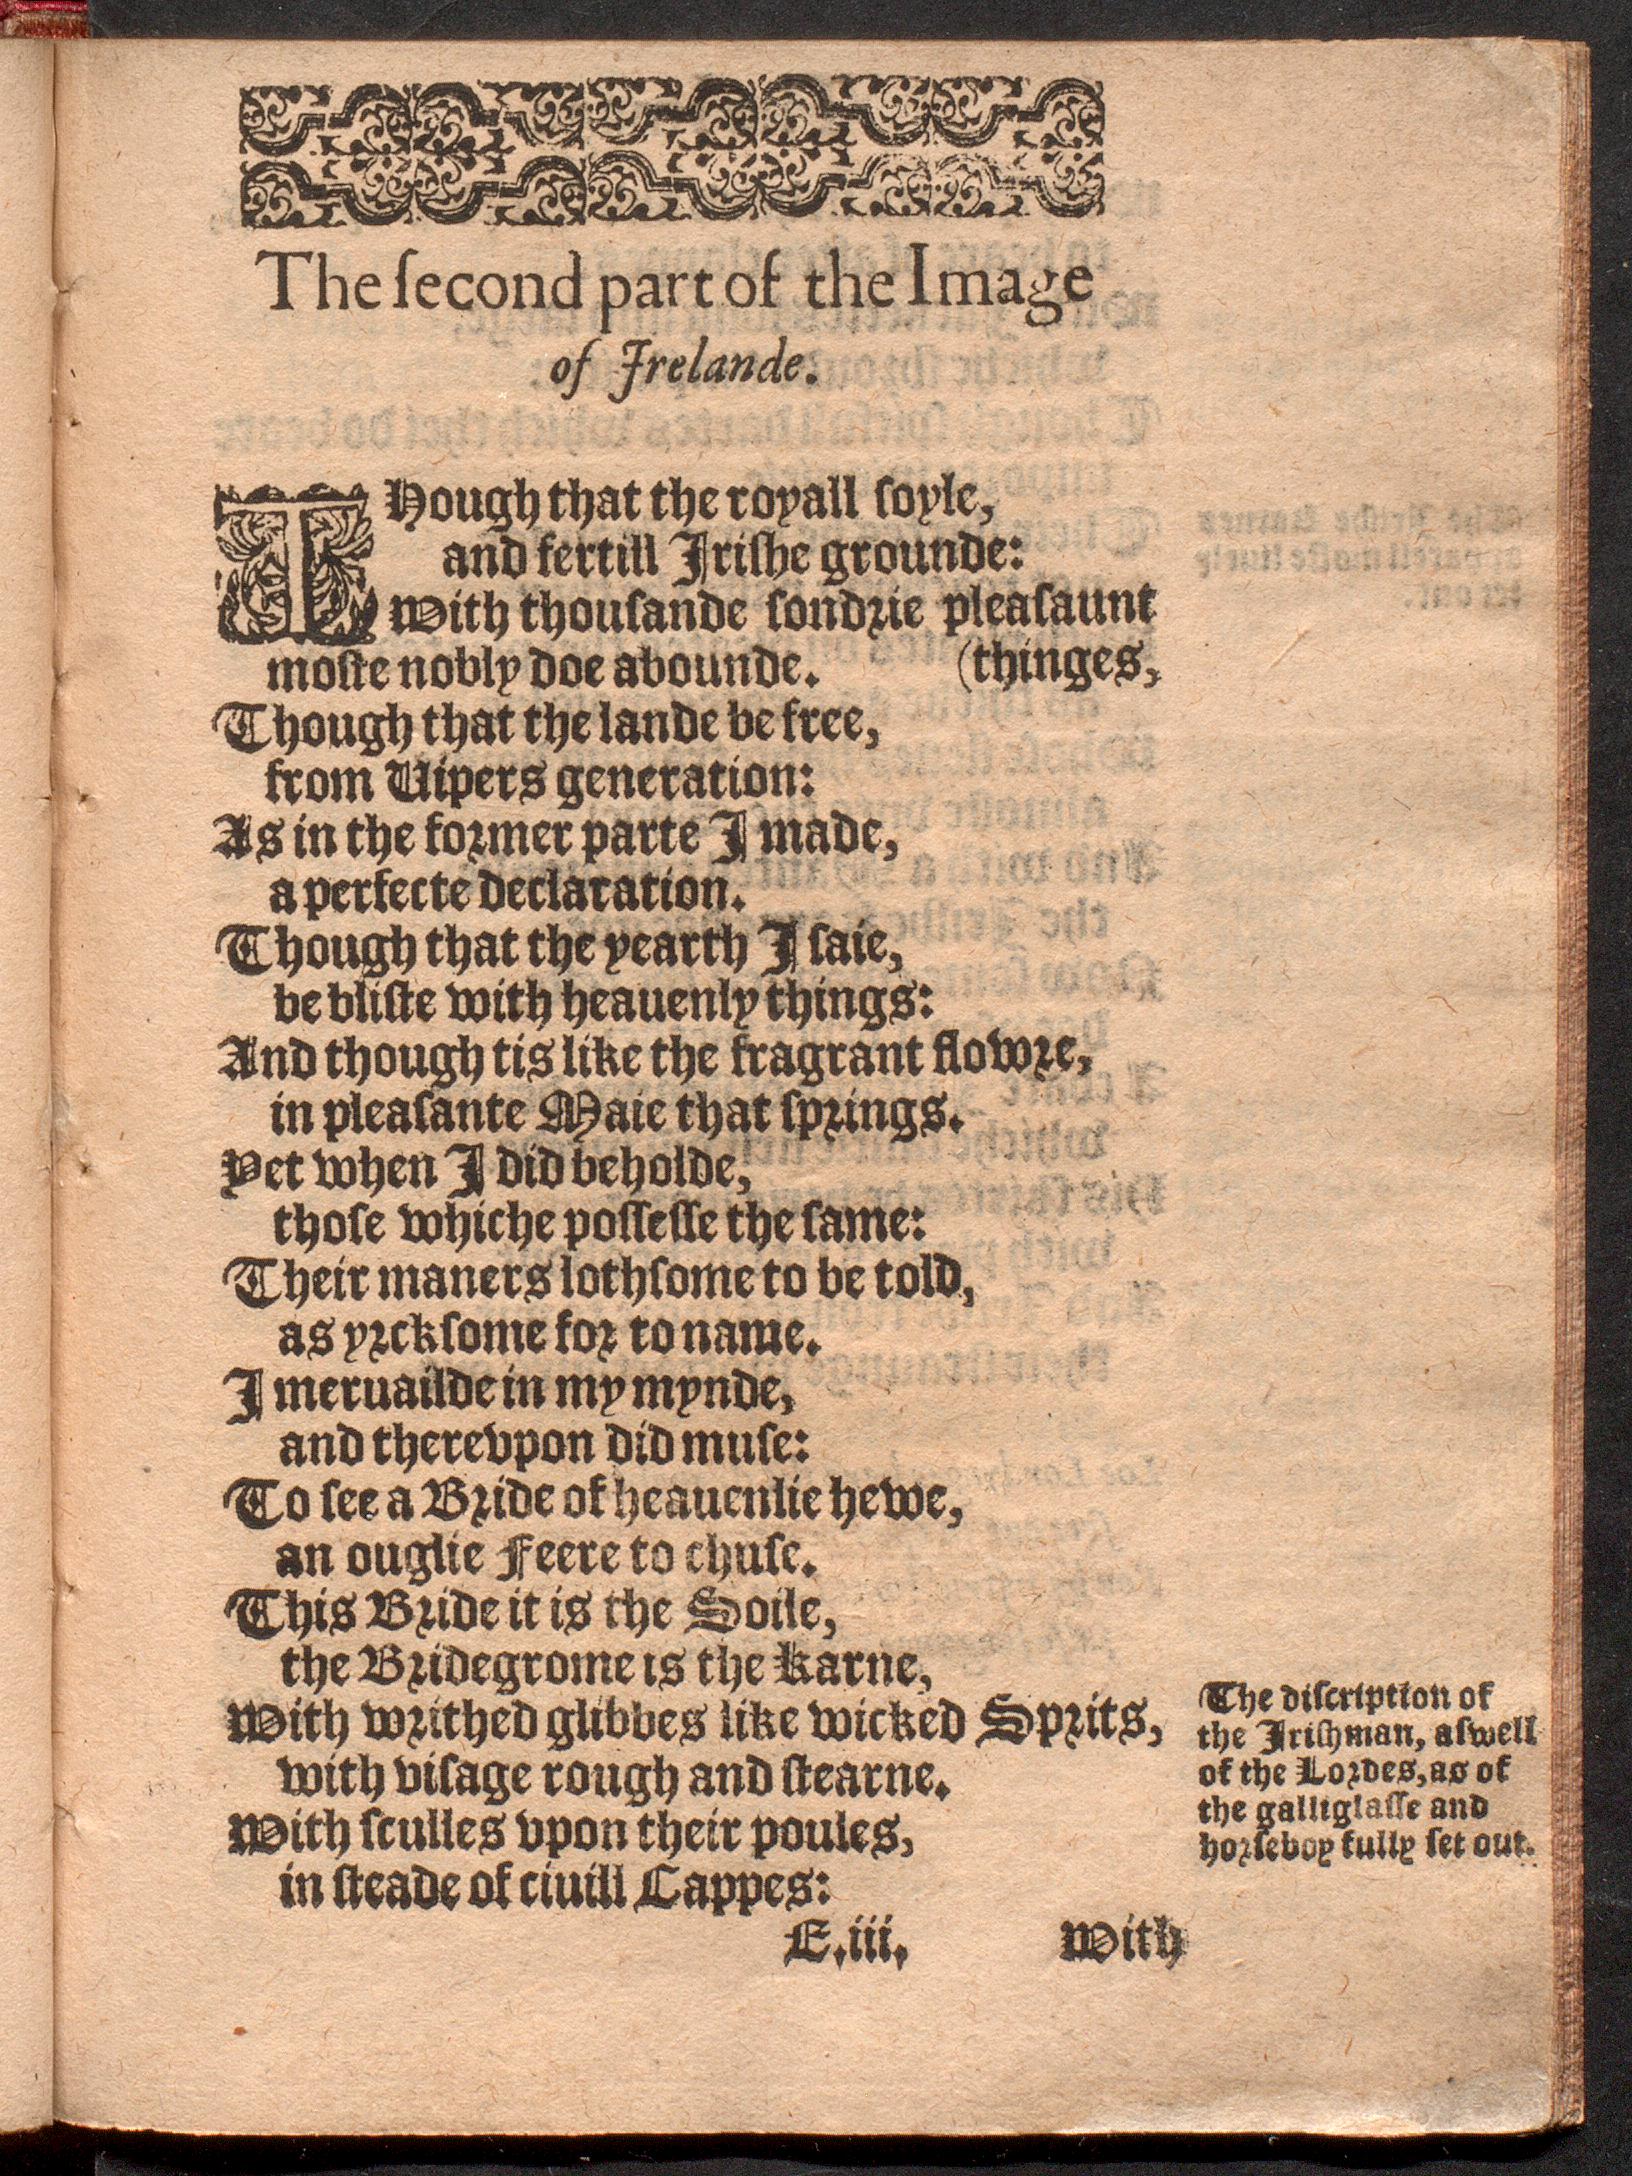 The ſecond part of the Image
of Irelande.
THough that the royall ſoyle,
and fertill Iriſhe grounde:
With thouſande ſondrie pleaſaunt
moſte nobly doe abounde. (thinges,
Though that the lande be free,
from Uipers generation:
As in the former parte I made,
a perfecte declaration.
Though that the yearth I ſaie,
be bliſte with heauenly things:
And though tis like the fragrant flowre,
in pleaſante Maie that ſprings.
Yet when I did beholde,
thoſe whiche poſſeſſe the ſame:
Their maners lothſome to be told,
as yrckſome for to name.
I meruailde in my mynde,
and therevpon did muſe:
To ſee a Bride of heauenlie hewe,
an ouglie Feere to chuſe.
This Bride it is the Soile,
the Bridegrome is the Karne,
With writhed glibbes like wicked Sprits,
with viſage rough and ſtearne.
With ſculles vpon their poules,
in ſteade of ciuill Cappes:
The diſcription of
the Iriſhman, aſwell
of the Lordes, as of
the galliglaſſe and
horſeboy fully ſet out.
E.iii. With